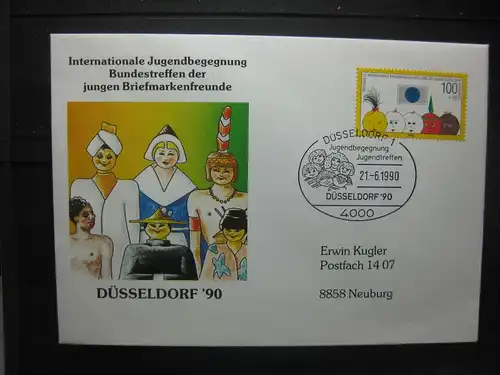 Internationale Jugendbegegnung
Bundestreffen der
jungen Briefmarkenfreunde
100
DÜSSELDORF 1
Jugendbegegnung
Jugendtreffen
21.-6.1990
DÜSSELDORF '90
4000
Erwin Kugler
Postfach 14 07
8858 Neuburg
DÜSSELDORF '90